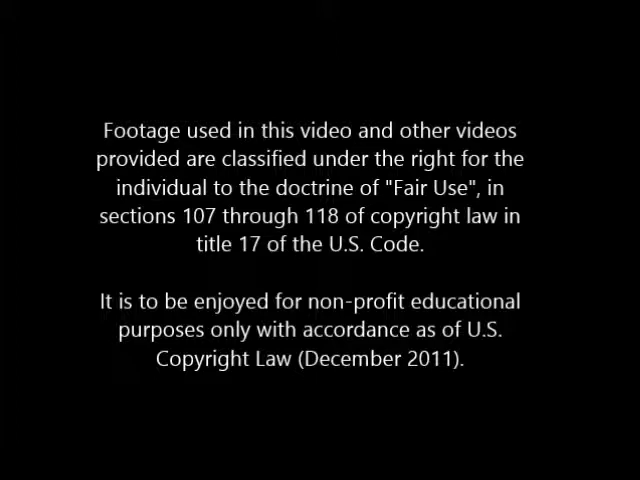 Footage used in this video and other videos
provided are classified under the right for the
individual to the doctrine of "Fair Use", in
sections 107 through 118 of copyright law in
title 17 of the U.S. Code.
It is to be enjoyed for non-profit educational
purposes only with accordance as of U.S.
Copyright Law (December 2011).